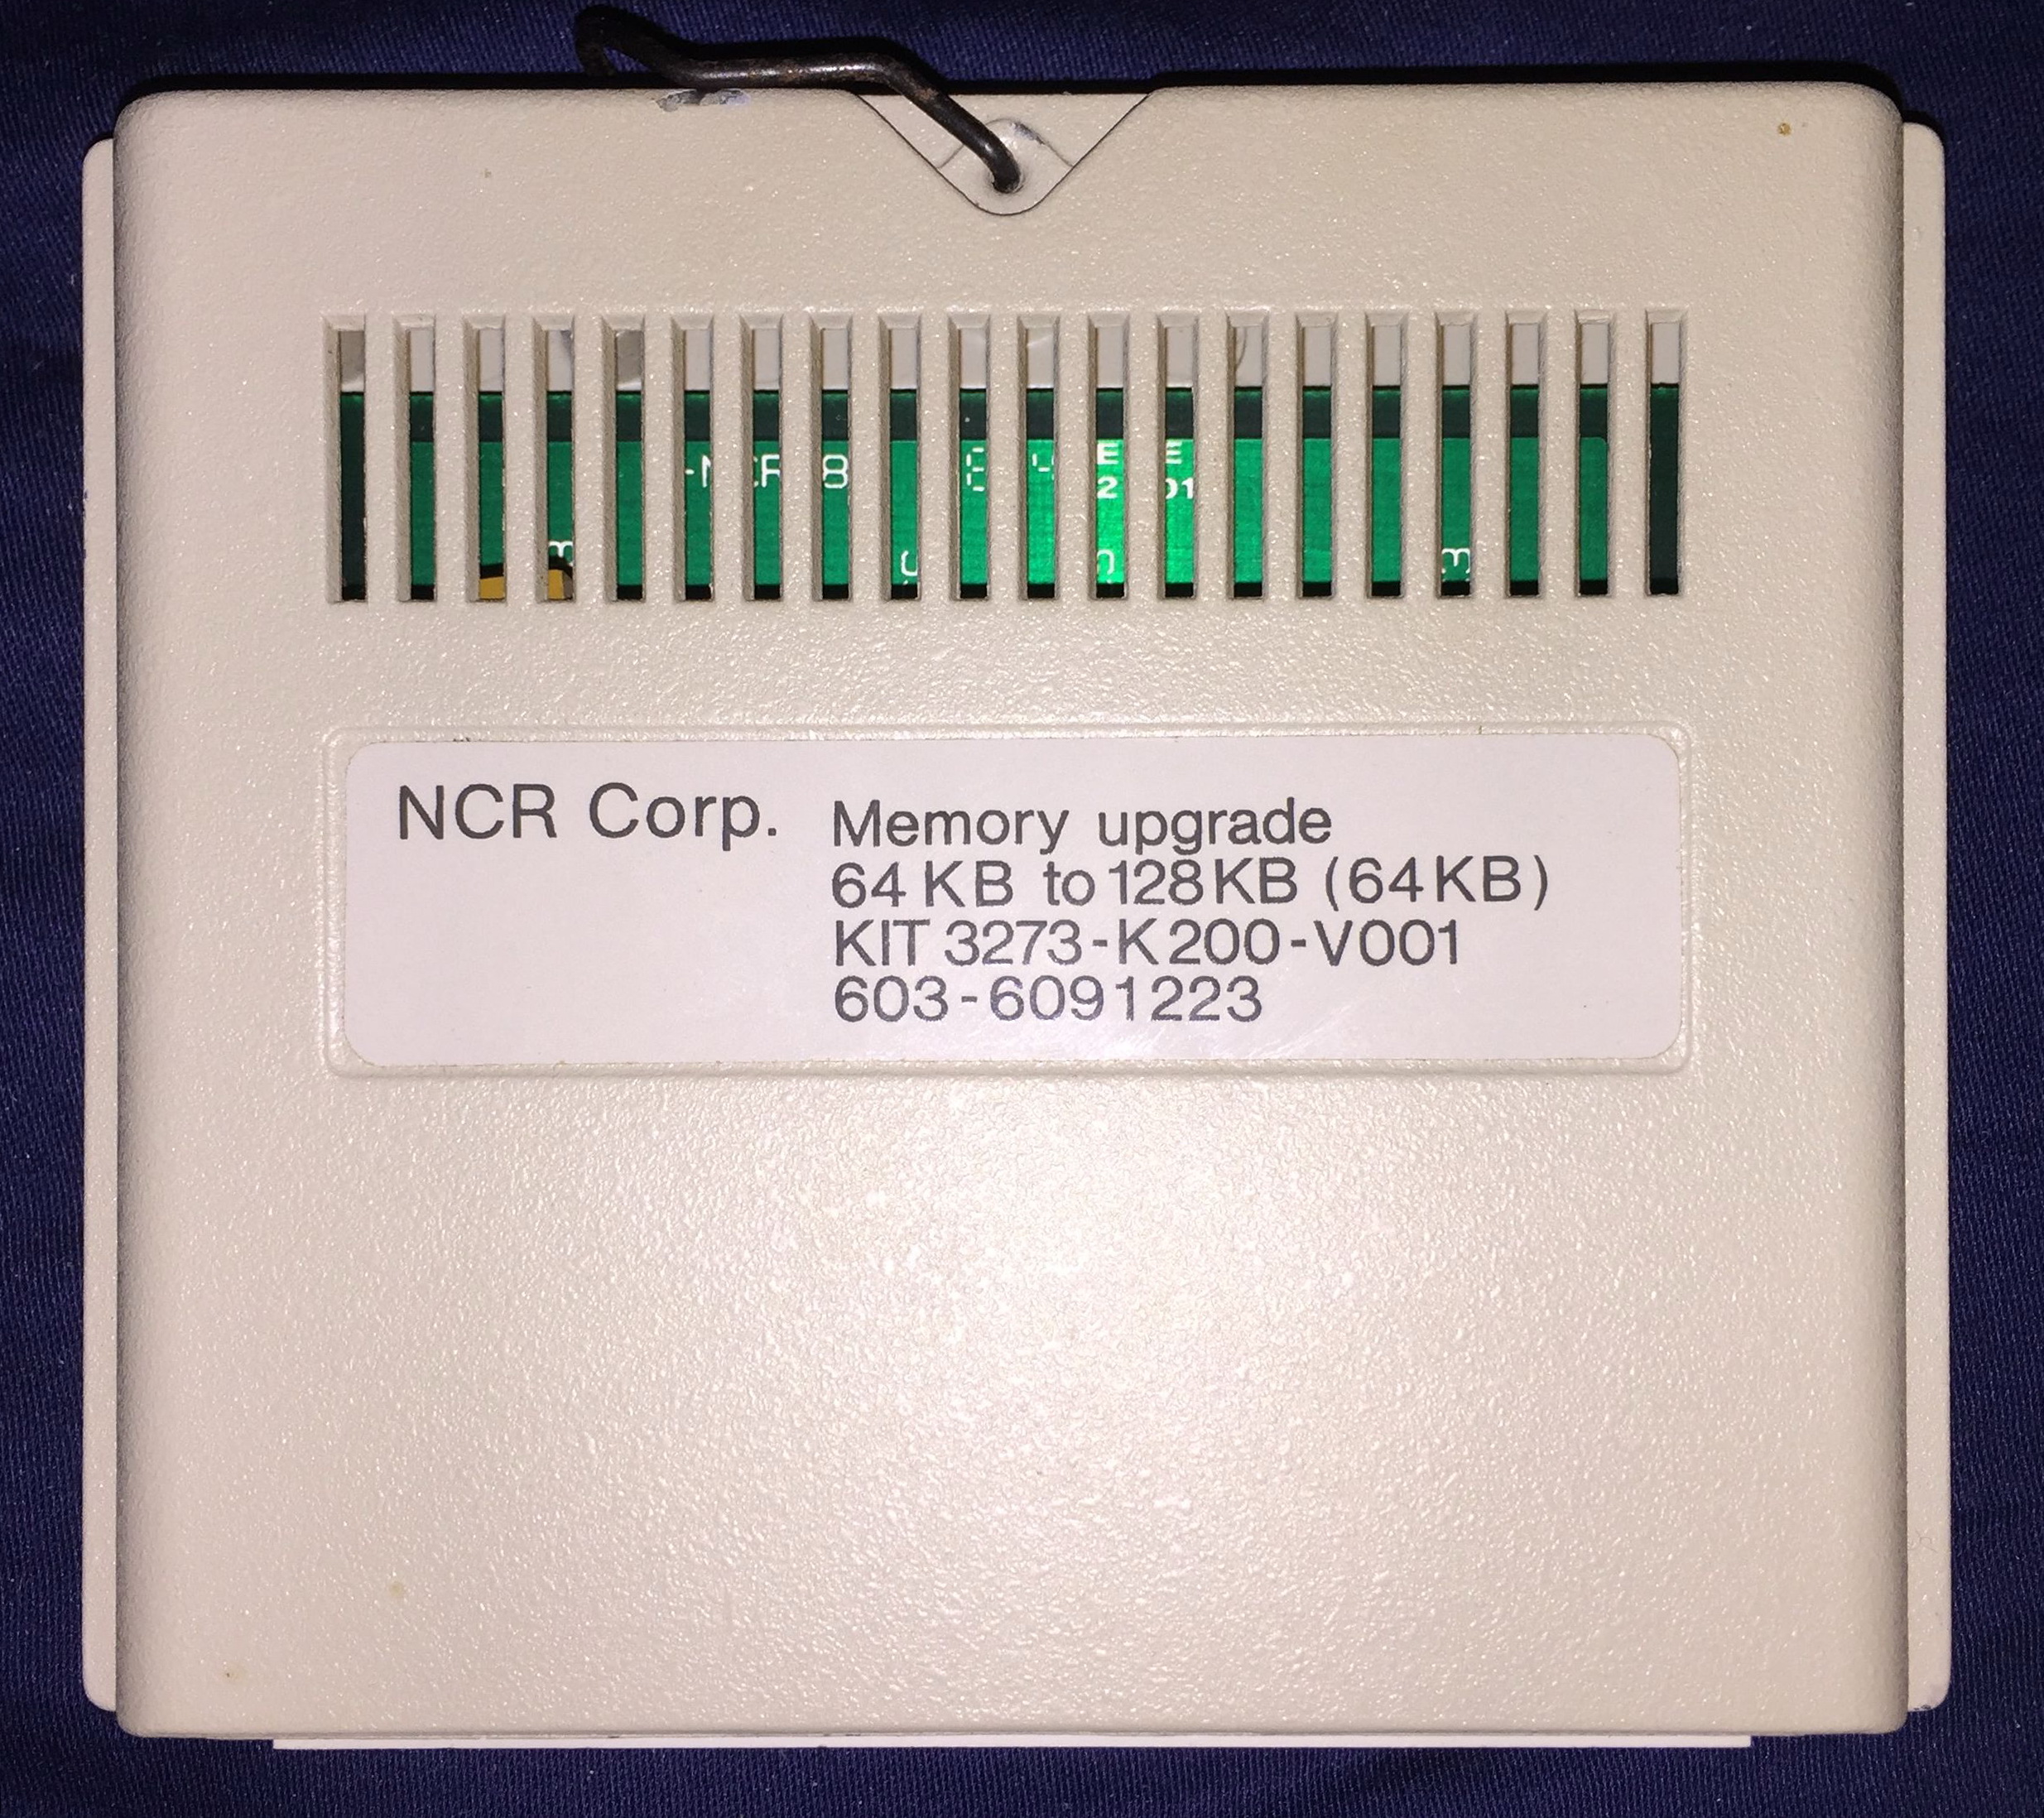 NCR Corp.
Memory upgrade
64 KB to 128 KB (64 KB)
KIT 3273-K200-V001
603-6091223